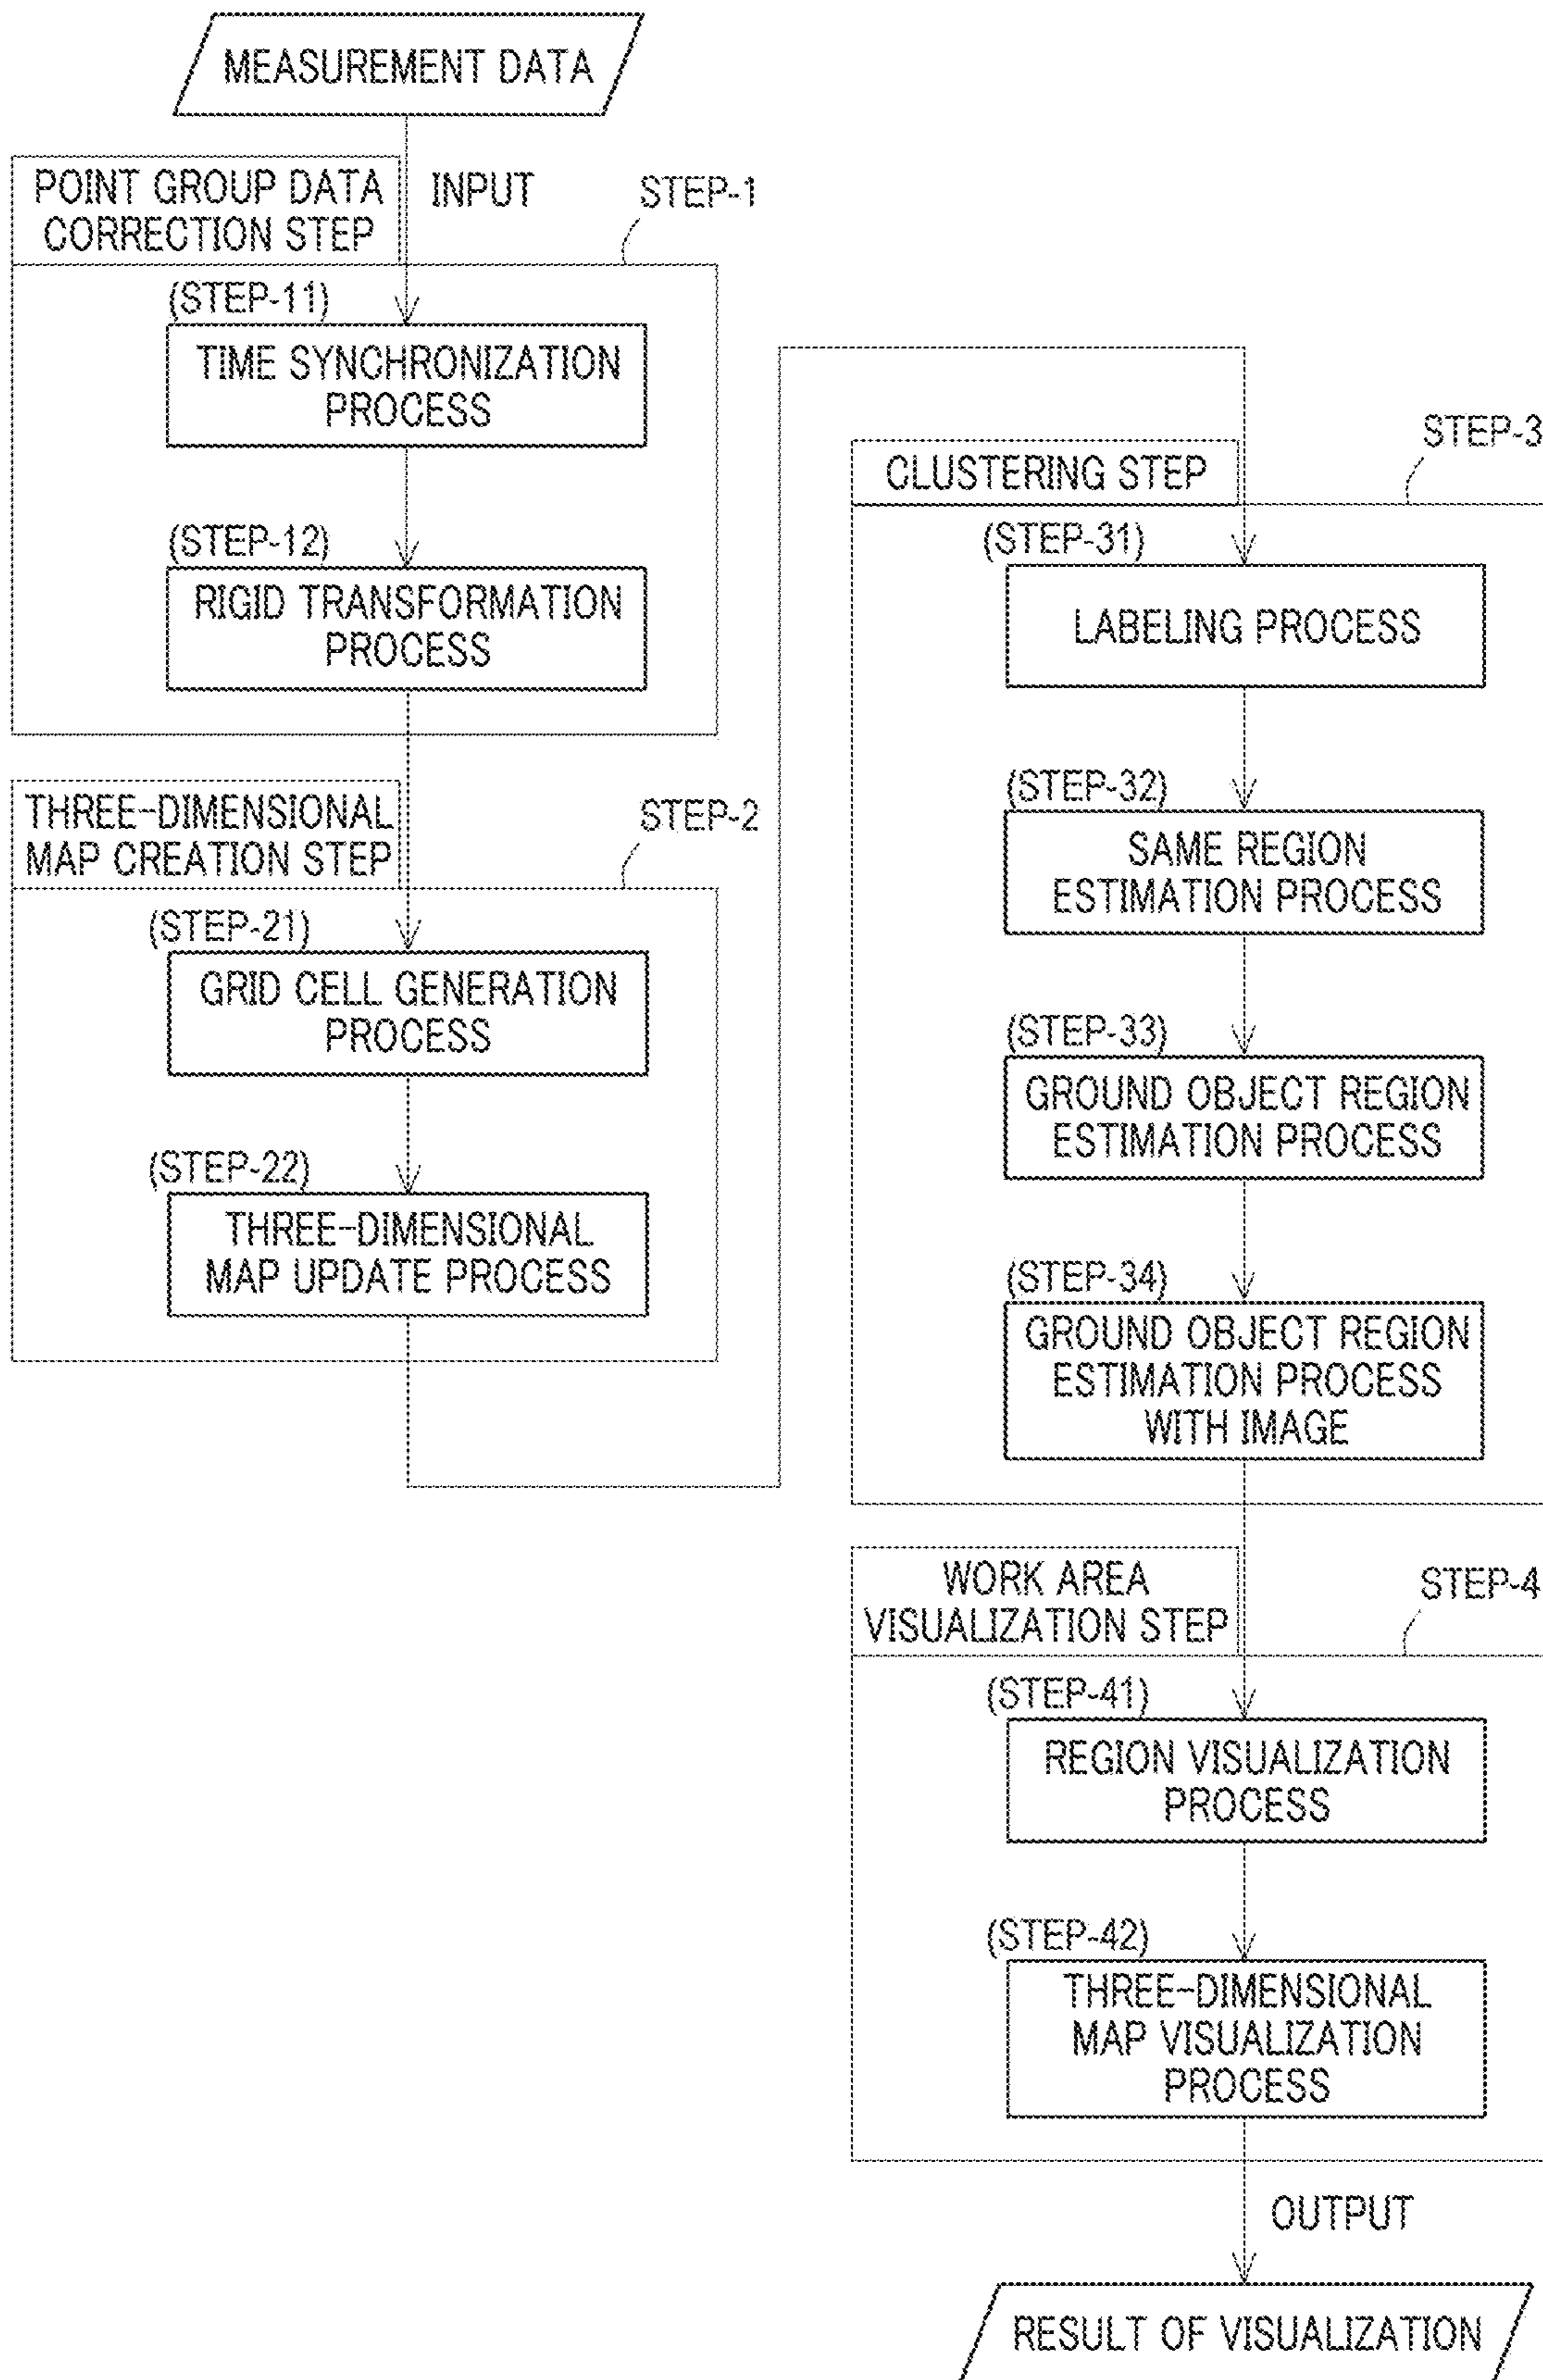 MEASUREMENT DATA
POINT GROUP DATA
CORRECTION STEP
INPUT
STEP-1
(STEP-11)
TIME SYNCHRONIZATION
PROCESS
(STEP-12)
RIGID TRANSFORMATION
PROCESS
THREE-DIMENSIONAL
MAP CREATION STEP
STEP-2
(STEP-21)
GRID CELL GENERATION
PROCESS
(STEP-22)
THREE-DIMENSIONAL
MAP UPDATE PROCESS
CLUSTERING STEP
STEP-3
(STEP-31)
LABELING PROCESS
(STEP-32)
SAME REGION
ESTIMATION PROCESS
(STEP-33)
GROUND OBJECT REGION
ESTIMATION PROCESS
(STEP-34)
GROUND OBJECT REGION
ESTIMATION PROCESS
WITH IMAGE
WORK AREA
VISUALIZATION STEP
STEP-4
(STEP-41)
REGION VISUALIZATION
PROCESS
(STEP-42)
THREE-DIMENSIONAL
MAP VISUALIZATION
PROCESS
OUTPUT
RESULT OF VISUALIZATION